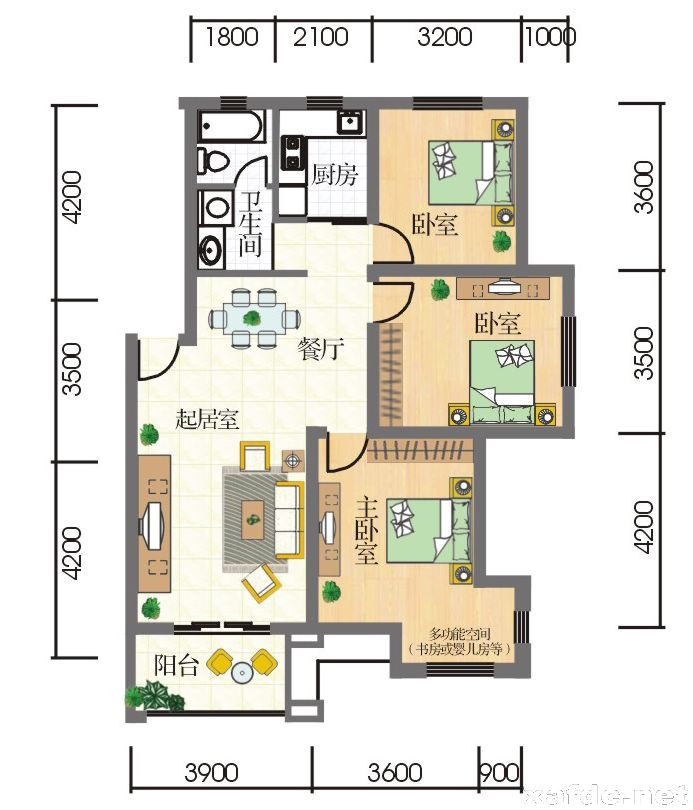 1800 2100 3200 1000
4200
3500
4200
3600
3500
4200
厨房
卧室
卫生间
卧室
餐厅
起居室
主卧室
多功能空间
（书房或婴儿房等）
阳台
3900 3600 900
xafdc.net